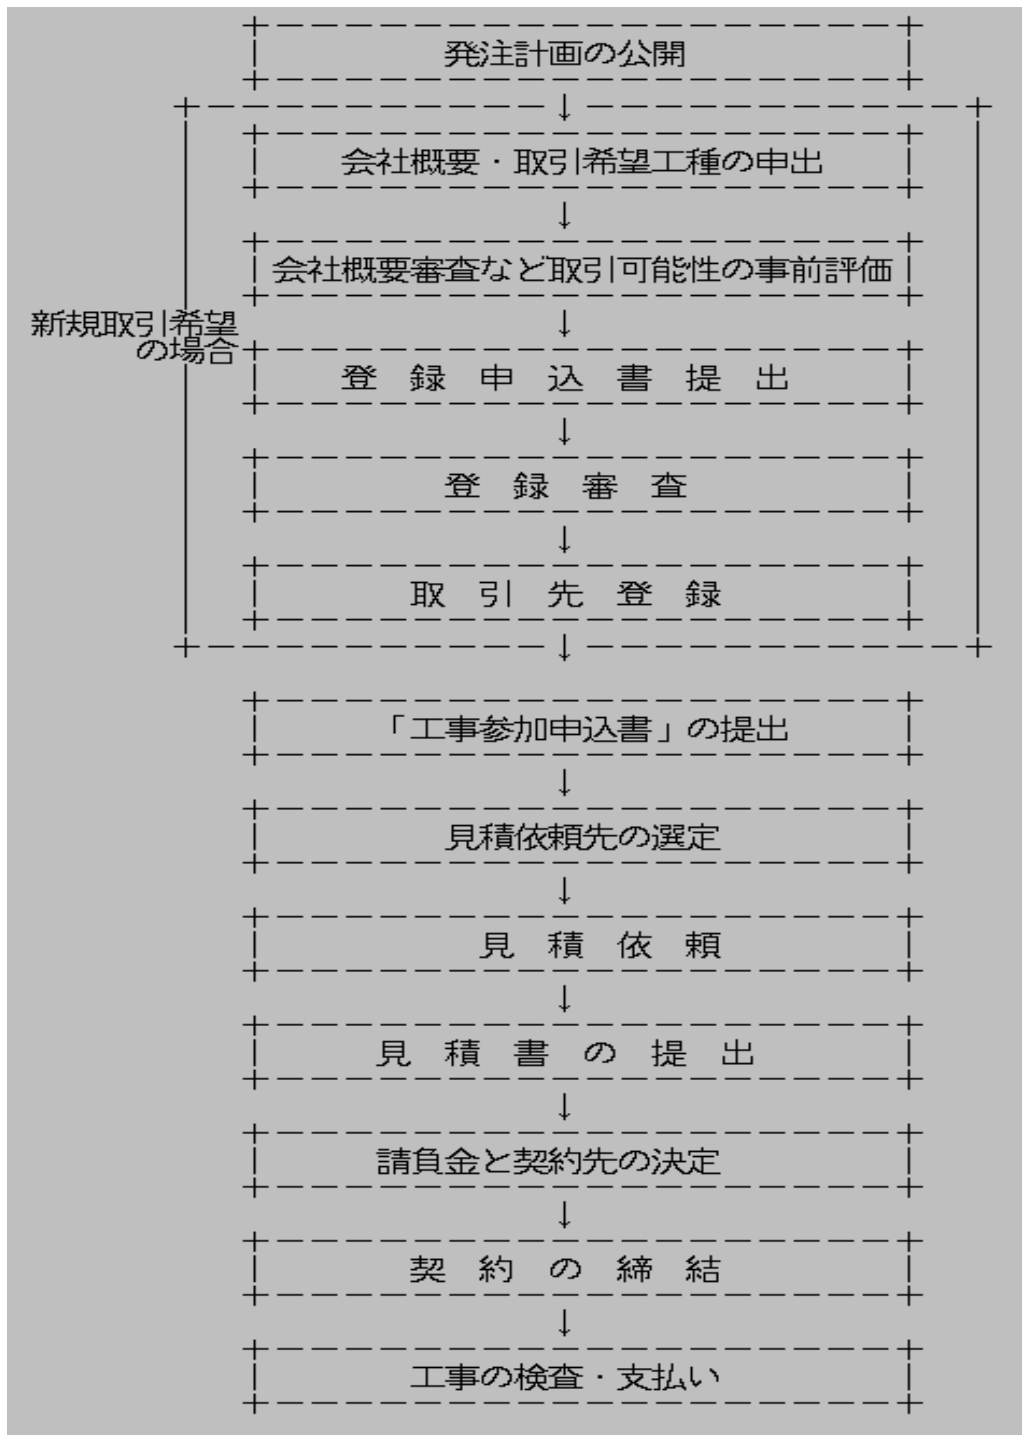 発注計画の公開
↓
会社概要・取引希望工種の申出
↓
会社概要審査など取引可能性の事前評価
↓
新規取引希望
の場合
登 録 申 込 書 提 出
↓
登 録 審 査
↓
取 引 先 登 録
↓
「工事参加申込書」の提出
↓
見積依頼先の選定
↓
見 積 依 頼
↓
見 積 書 の 提 出
↓
請負金と契約先の決定
↓
契 約 の 締 結
↓
工事の検査・支払い